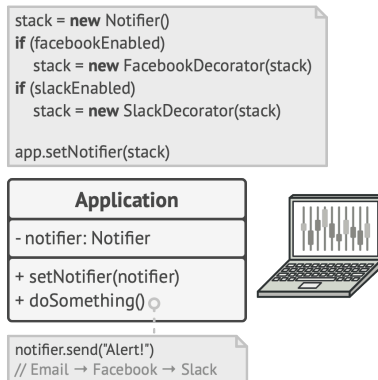 stack = new Notifier()
if (facebookEnabled)
stack = new FacebookDecorator(stack)
if (slackEnabled)
stack = new SlackDecorator(stack)
app.setNotifier(stack)
Application
- notifier: Notifier
+ setNotifier(notifier)
+ doSomething()
notifier.send("Alert!")
// Email → Facebook → Slack